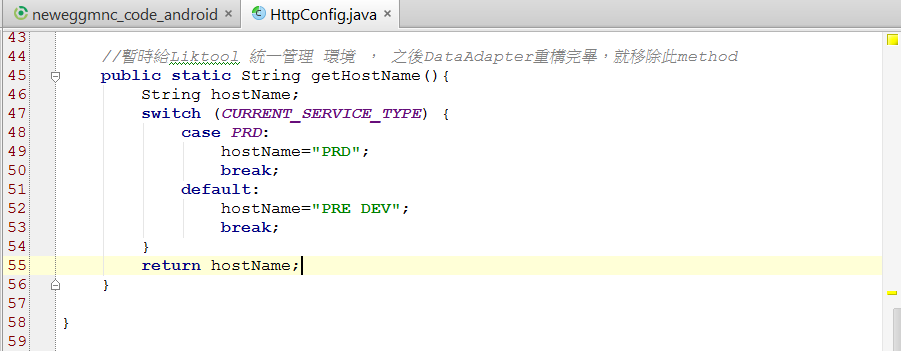 neweggmnc_code_android × HttpConfig.java ×
43
44 //暫時給Liktool 統一管理 環境 , 之後DataAdapter重構完畢,就移除此method
45 public static String getHostName(){
46 String hostName;
47 switch (CURRENT_SERVICE_TYPE) {
48 case PRD:
49 hostName="PRD";
50 break;
51 default:
52 hostName="PRE DEV";
53 break;
54 }
55 return hostName;
56 }
57
58 }
59